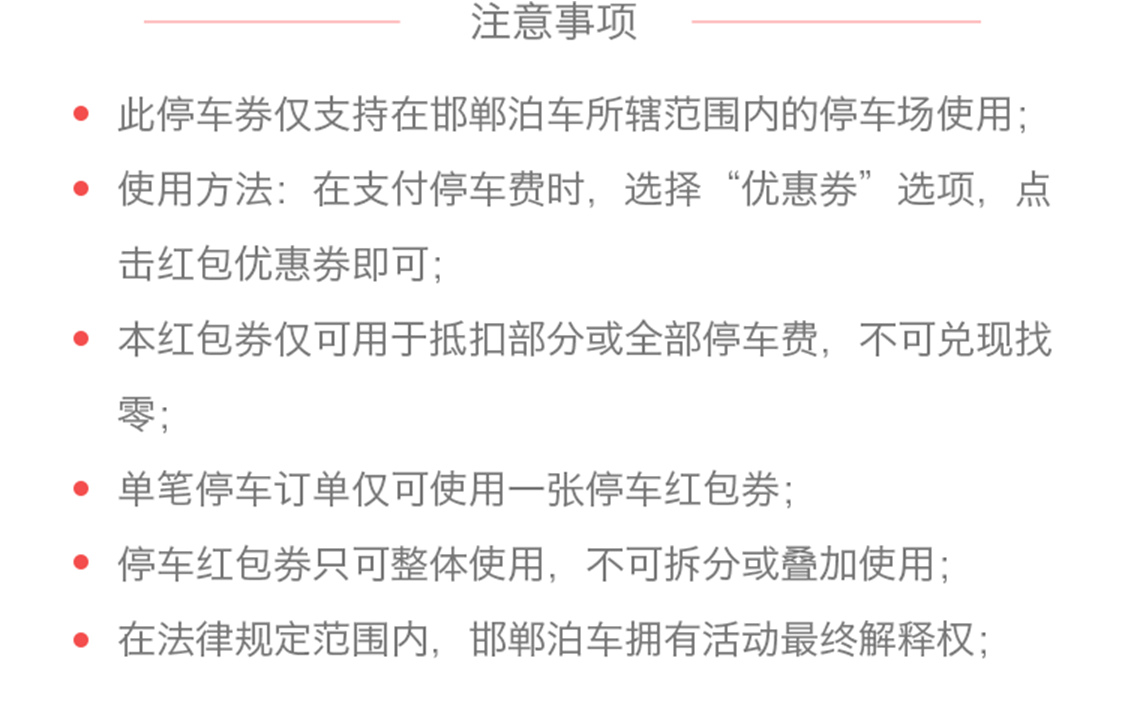 注意事项
此停车券仅支持在邯郸泊车所辖范围内的停车场使用；
使用方法：在支付停车费时，选择“优惠券”选项，点
击红包优惠券即可；
本红包券仅可用于抵扣部分或全部停车费，不可兑现找
零；
单笔停车订单仅可使用一张停车红包券；
停车红包券只可整体使用，不可拆分或叠加使用；
在法律规定范围内，邯郸泊车拥有活动最终解释权；